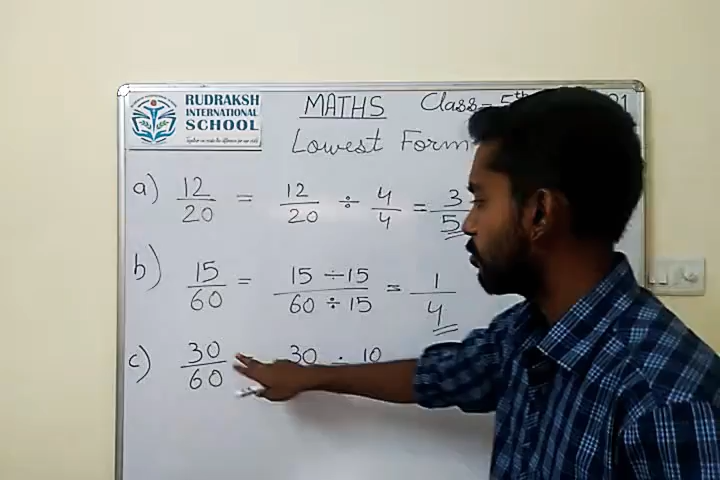 RUDRAKSH
INTERNATIONAL
SCHOOL
MATHS
Class - 5th 21
Lowest Form
a) 12/20 = 12/20 ÷ 4/4 = 3/5
b) 15/60 = 15 ÷ 15 / 60 ÷ 15 = 1/4
c) 30/60 30 ÷ 10